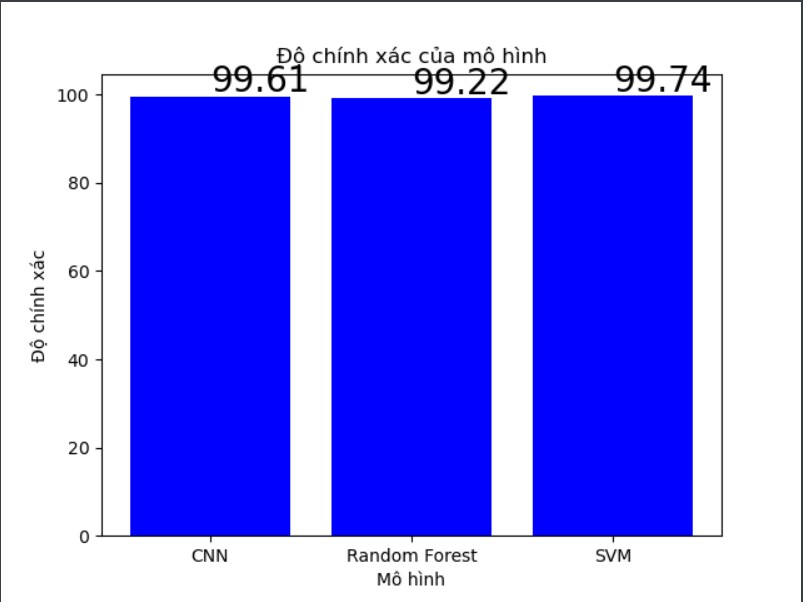 Độ chính xác của mô hình
99.61 99.22 99.74
100
80
60
40
20
0
Độ chính xác
CNN Random Forest SVM
Mô hình